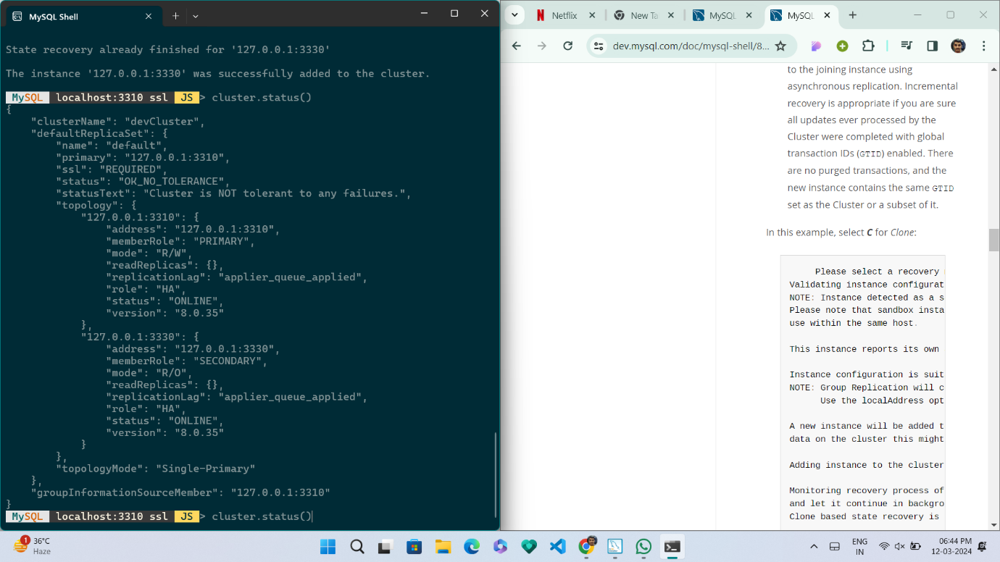 MySQL Shell
State recovery already finished for '127.0.0.1:3330'
The instance '127.0.0.1:3330' was successfully added to the cluster.
MySQL localhost:3310 ssl JS > cluster.status()
{
    "clusterName": "devCluster",
    "defaultReplicaSet": {
        "name": "default",
        "primary": "127.0.0.1:3310",
        "ssl": "REQUIRED",
        "status": "OK_NO_TOLERANCE",
        "statusText": "Cluster is NOT tolerant to any failures.",
        "topology": {
            "127.0.0.1:3310": {
                "address": "127.0.0.1:3310",
                "memberRole": "PRIMARY",
                "mode": "R/W",
                "readReplicas": {},
                "replicationLag": "applier_queue_applied",
                "role": "HA",
                "status": "ONLINE",
                "version": "8.0.35"
            },
            "127.0.0.1:3330": {
                "address": "127.0.0.1:3330",
                "memberRole": "SECONDARY",
                "mode": "R/O",
                "readReplicas": {},
                "replicationLag": "applier_queue_applied",
                "role": "HA",
                "status": "ONLINE",
                "version": "8.0.35"
            }
        },
        "topologyMode": "Single-Primary"
    },
    "groupInformationSourceMember": "127.0.0.1:3310"
}
MySQL localhost:3310 ssl JS > cluster.status()
Netflix New Ta MySQL MySQL
dev.mysql.com/doc/mysql-shell/8...
to the joining instance using
asynchronous replication. Incremental
recovery is appropriate if you are sure
all updates ever processed by the
Cluster were completed with global
transaction IDs (GTID) enabled. There
are no purged transactions, and the
new instance contains the same GTID
set as the Cluster or a subset of it.
In this example, select C for Clone:
Please select a recovery
Validating instance configurat
NOTE: Instance detected as a s
Please note that sandbox insta
use within the same host.
This instance reports its own
Instance configuration is suit
NOTE: Group Replication will c
Use the localAddress opt
A new instance will be added t
data on the cluster this might
Adding instance to the cluster
Monitoring recovery process of
and let it continue in backgro
Clone based state recovery is
1
36°C
Haze
ENG
IN
06:44 PM
12-03-2024